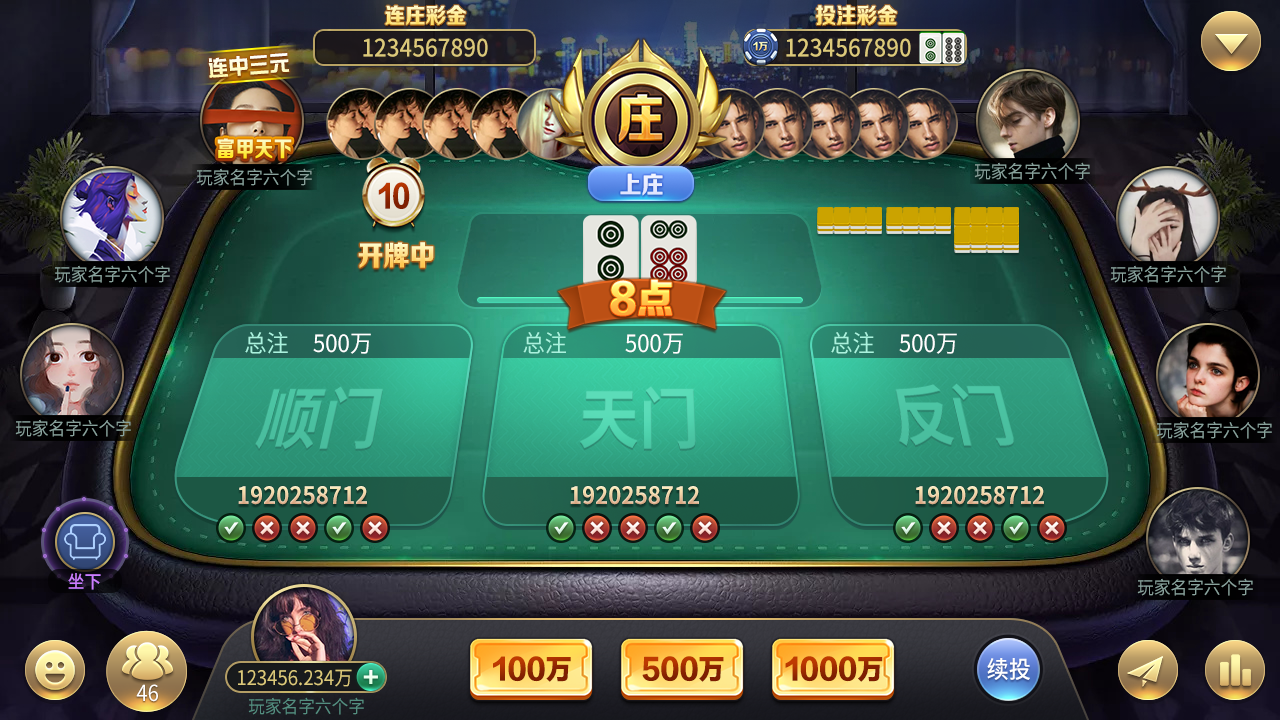 连庄彩金
投注彩金
1234567890
1万
1234567890
连中三元
庄
富甲天下
玩家名字六个字
玩家名字六个字
上庄
10
开牌中
玩家名字六个字
玩家名字六个字
8点
总注 500万
总注 500万
总注 500万
顺门
天门
反门
玩家名字六个字
玩家名字六个字
1920258712
1920258712
1920258712
坐下
玩家名字六个字
100万
500万
1000万
续投
46
123456.234万
玩家名字六个字